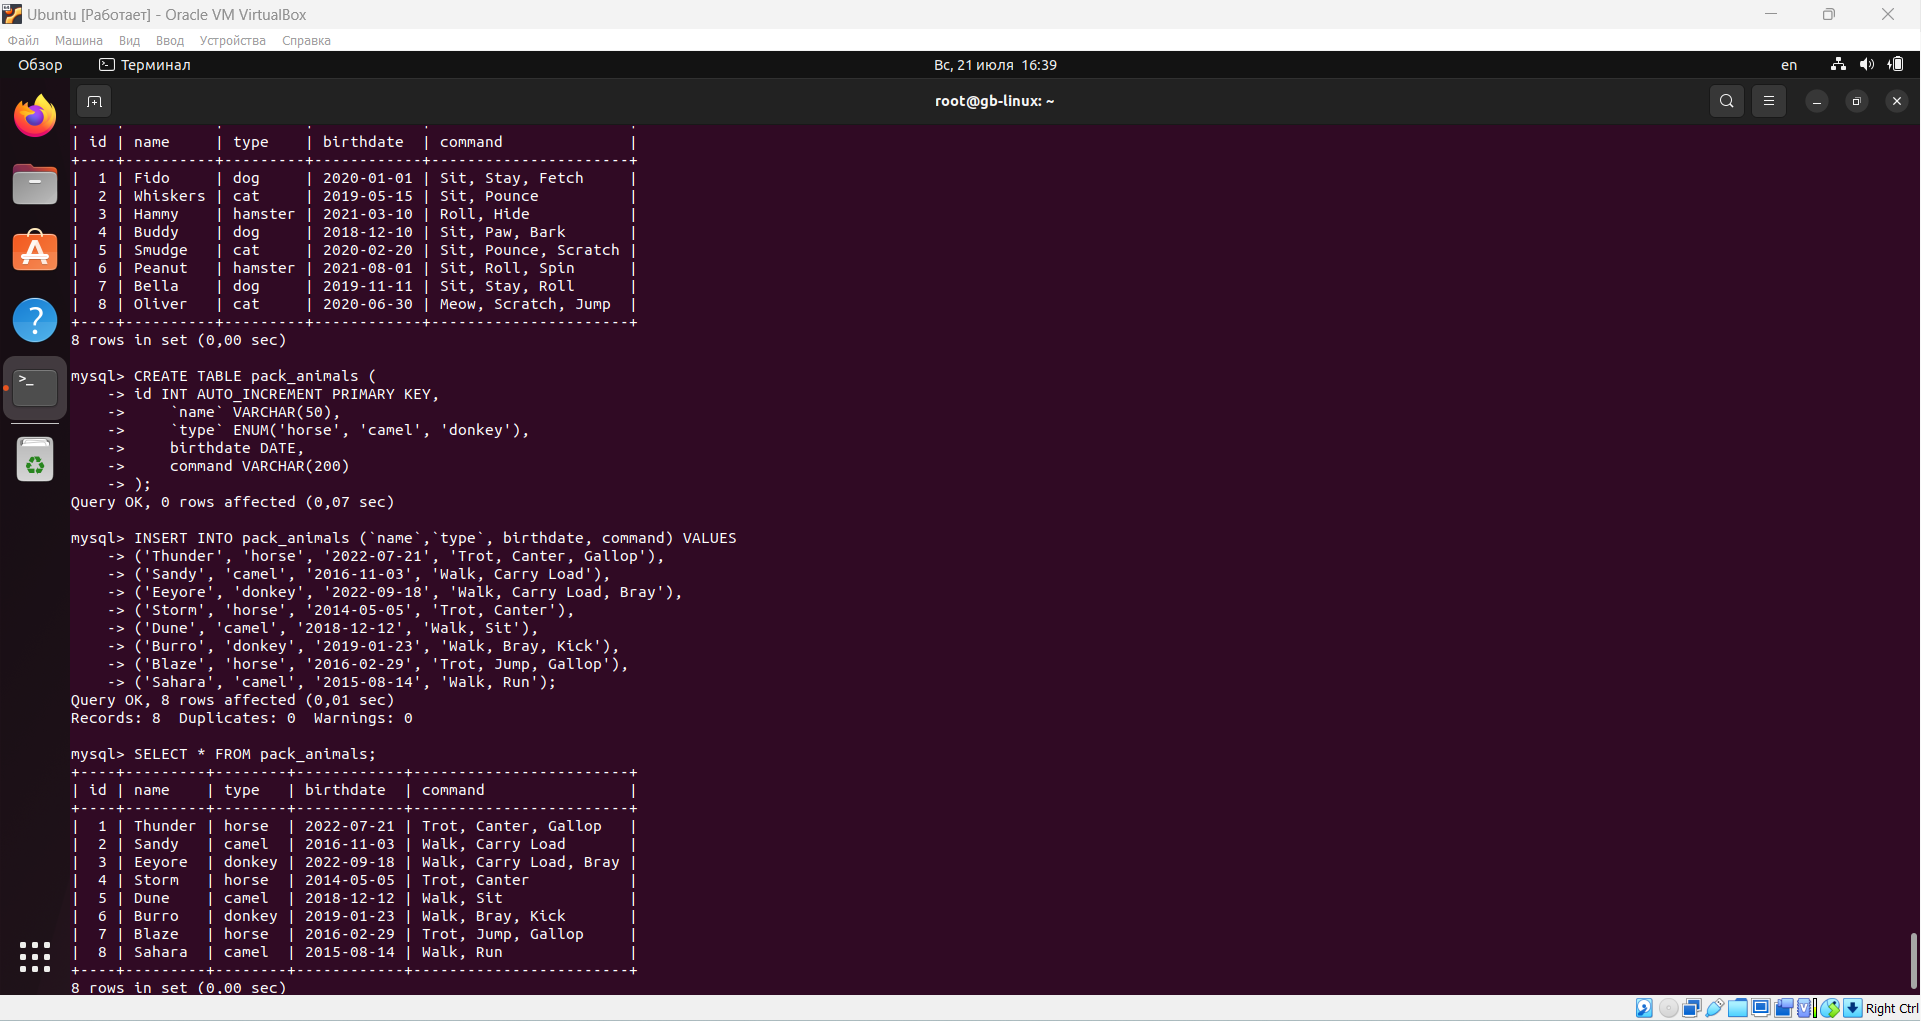 Ubuntu [Работает] - Oracle VM VirtualBox
Файл Машина Вид Ввод Устройства Справка
Обзор Терминал Вс, 21 июля 16:39 en
root@gb-linux: ~
| id | name     | type    | birthdate  | command              |
+----+----------+---------+------------+----------------------+
|  1 | Fido     | dog     | 2020-01-01 | Sit, Stay, Fetch     |
|  2 | Whiskers | cat     | 2019-05-15 | Sit, Pounce          |
|  3 | Hammy    | hamster | 2021-03-10 | Roll, Hide           |
|  4 | Buddy    | dog     | 2018-12-10 | Sit, Paw, Bark       |
|  5 | Smudge   | cat     | 2020-02-20 | Sit, Pounce, Scratch |
|  6 | Peanut   | hamster | 2021-08-01 | Sit, Roll, Spin      |
|  7 | Bella    | dog     | 2019-11-11 | Sit, Stay, Roll      |
|  8 | Oliver   | cat     | 2020-06-30 | Meow, Scratch, Jump  |
+----+----------+---------+------------+----------------------+
8 rows in set (0,00 sec)
mysql> CREATE TABLE pack_animals (
    -> id INT AUTO_INCREMENT PRIMARY KEY,
    ->     `name` VARCHAR(50),
    ->     `type` ENUM('horse', 'camel', 'donkey'),
    ->     birthdate DATE,
    ->     command VARCHAR(200)
    -> );
Query OK, 0 rows affected (0,07 sec)
mysql> INSERT INTO pack_animals (`name`,`type`, birthdate, command) VALUES
    -> ('Thunder', 'horse', '2022-07-21', 'Trot, Canter, Gallop'),
    -> ('Sandy', 'camel', '2016-11-03', 'Walk, Carry Load'),
    -> ('Eeyore', 'donkey', '2022-09-18', 'Walk, Carry Load, Bray'),
    -> ('Storm', 'horse', '2014-05-05', 'Trot, Canter'),
    -> ('Dune', 'camel', '2018-12-12', 'Walk, Sit'),
    -> ('Burro', 'donkey', '2019-01-23', 'Walk, Bray, Kick'),
    -> ('Blaze', 'horse', '2016-02-29', 'Trot, Jump, Gallop'),
    -> ('Sahara', 'camel', '2015-08-14', 'Walk, Run');
Query OK, 8 rows affected (0,01 sec)
Records: 8  Duplicates: 0  Warnings: 0
mysql> SELECT * FROM pack_animals;
+----+---------+--------+------------+------------------------+
| id | name    | type   | birthdate  | command                |
+----+---------+--------+------------+------------------------+
|  1 | Thunder | horse  | 2022-07-21 | Trot, Canter, Gallop   |
|  2 | Sandy   | camel  | 2016-11-03 | Walk, Carry Load       |
|  3 | Eeyore  | donkey | 2022-09-18 | Walk, Carry Load, Bray |
|  4 | Storm   | horse  | 2014-05-05 | Trot, Canter           |
|  5 | Dune    | camel  | 2018-12-12 | Walk, Sit              |
|  6 | Burro   | donkey | 2019-01-23 | Walk, Bray, Kick       |
|  7 | Blaze   | horse  | 2016-02-29 | Trot, Jump, Gallop     |
|  8 | Sahara  | camel  | 2015-08-14 | Walk, Run              |
+----+---------+--------+------------+------------------------+
8 rows in set (0,00 sec)
Right Ctrl